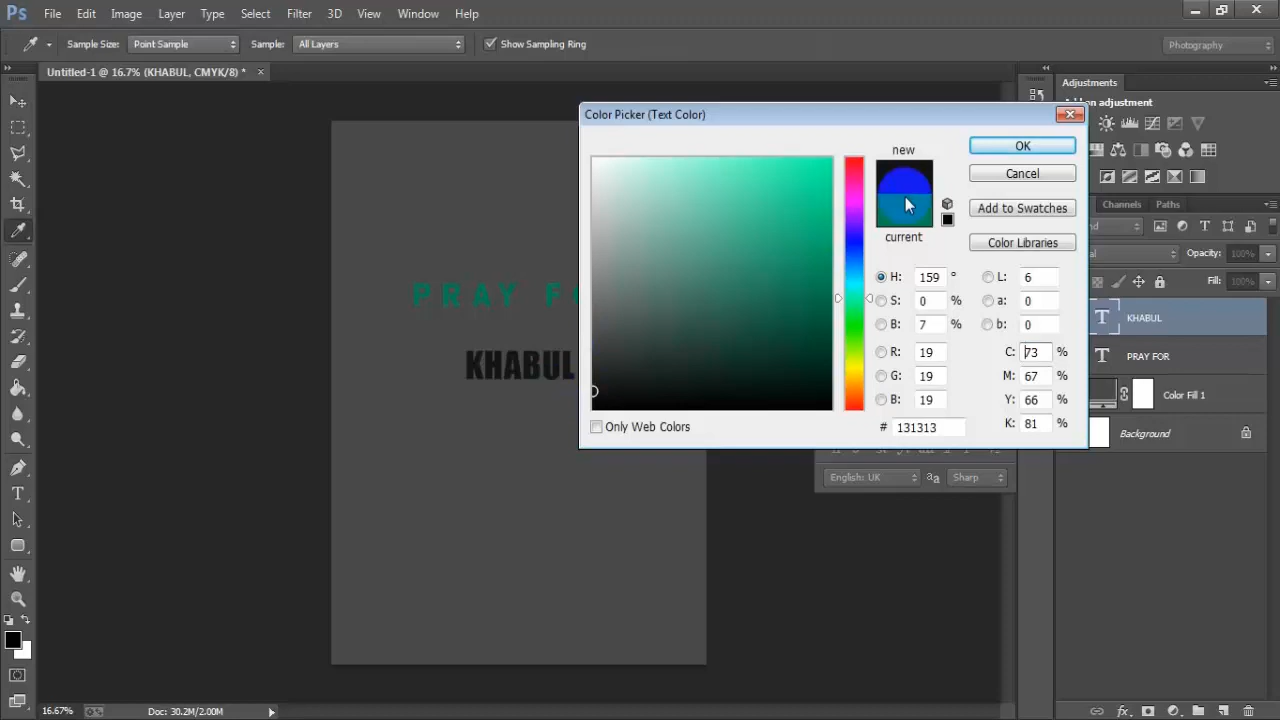 Ps File Edit Image Layer Type Select Filter 3D View Window Help
Sample Size: Point Sample Sample: All Layers Show Sampling Ring Photography
Untitled-1 @ 16.7% (KHABUL, CMYK/8) * ×
Adjustments
Add an adjustment
Color Picker (Text Color)
new
current
OK
Cancel
Add to Swatches
Color Libraries
H: 159 ° L: 6
S: 0 % a: 0
B: 7 % b: 0
R: 19 C: 73 %
G: 19 M: 67 %
B: 19 Y: 66 %
# 131313 K: 81 %
Only Web Colors
Channels Paths
Opacity: 100%
Fill: 100%
T KHABUL
T PRAY FOR
Color Fill 1
Background
PRAY
KHABUL
English: UK aa Sharp
16.67% Doc: 30.2M/2.00M